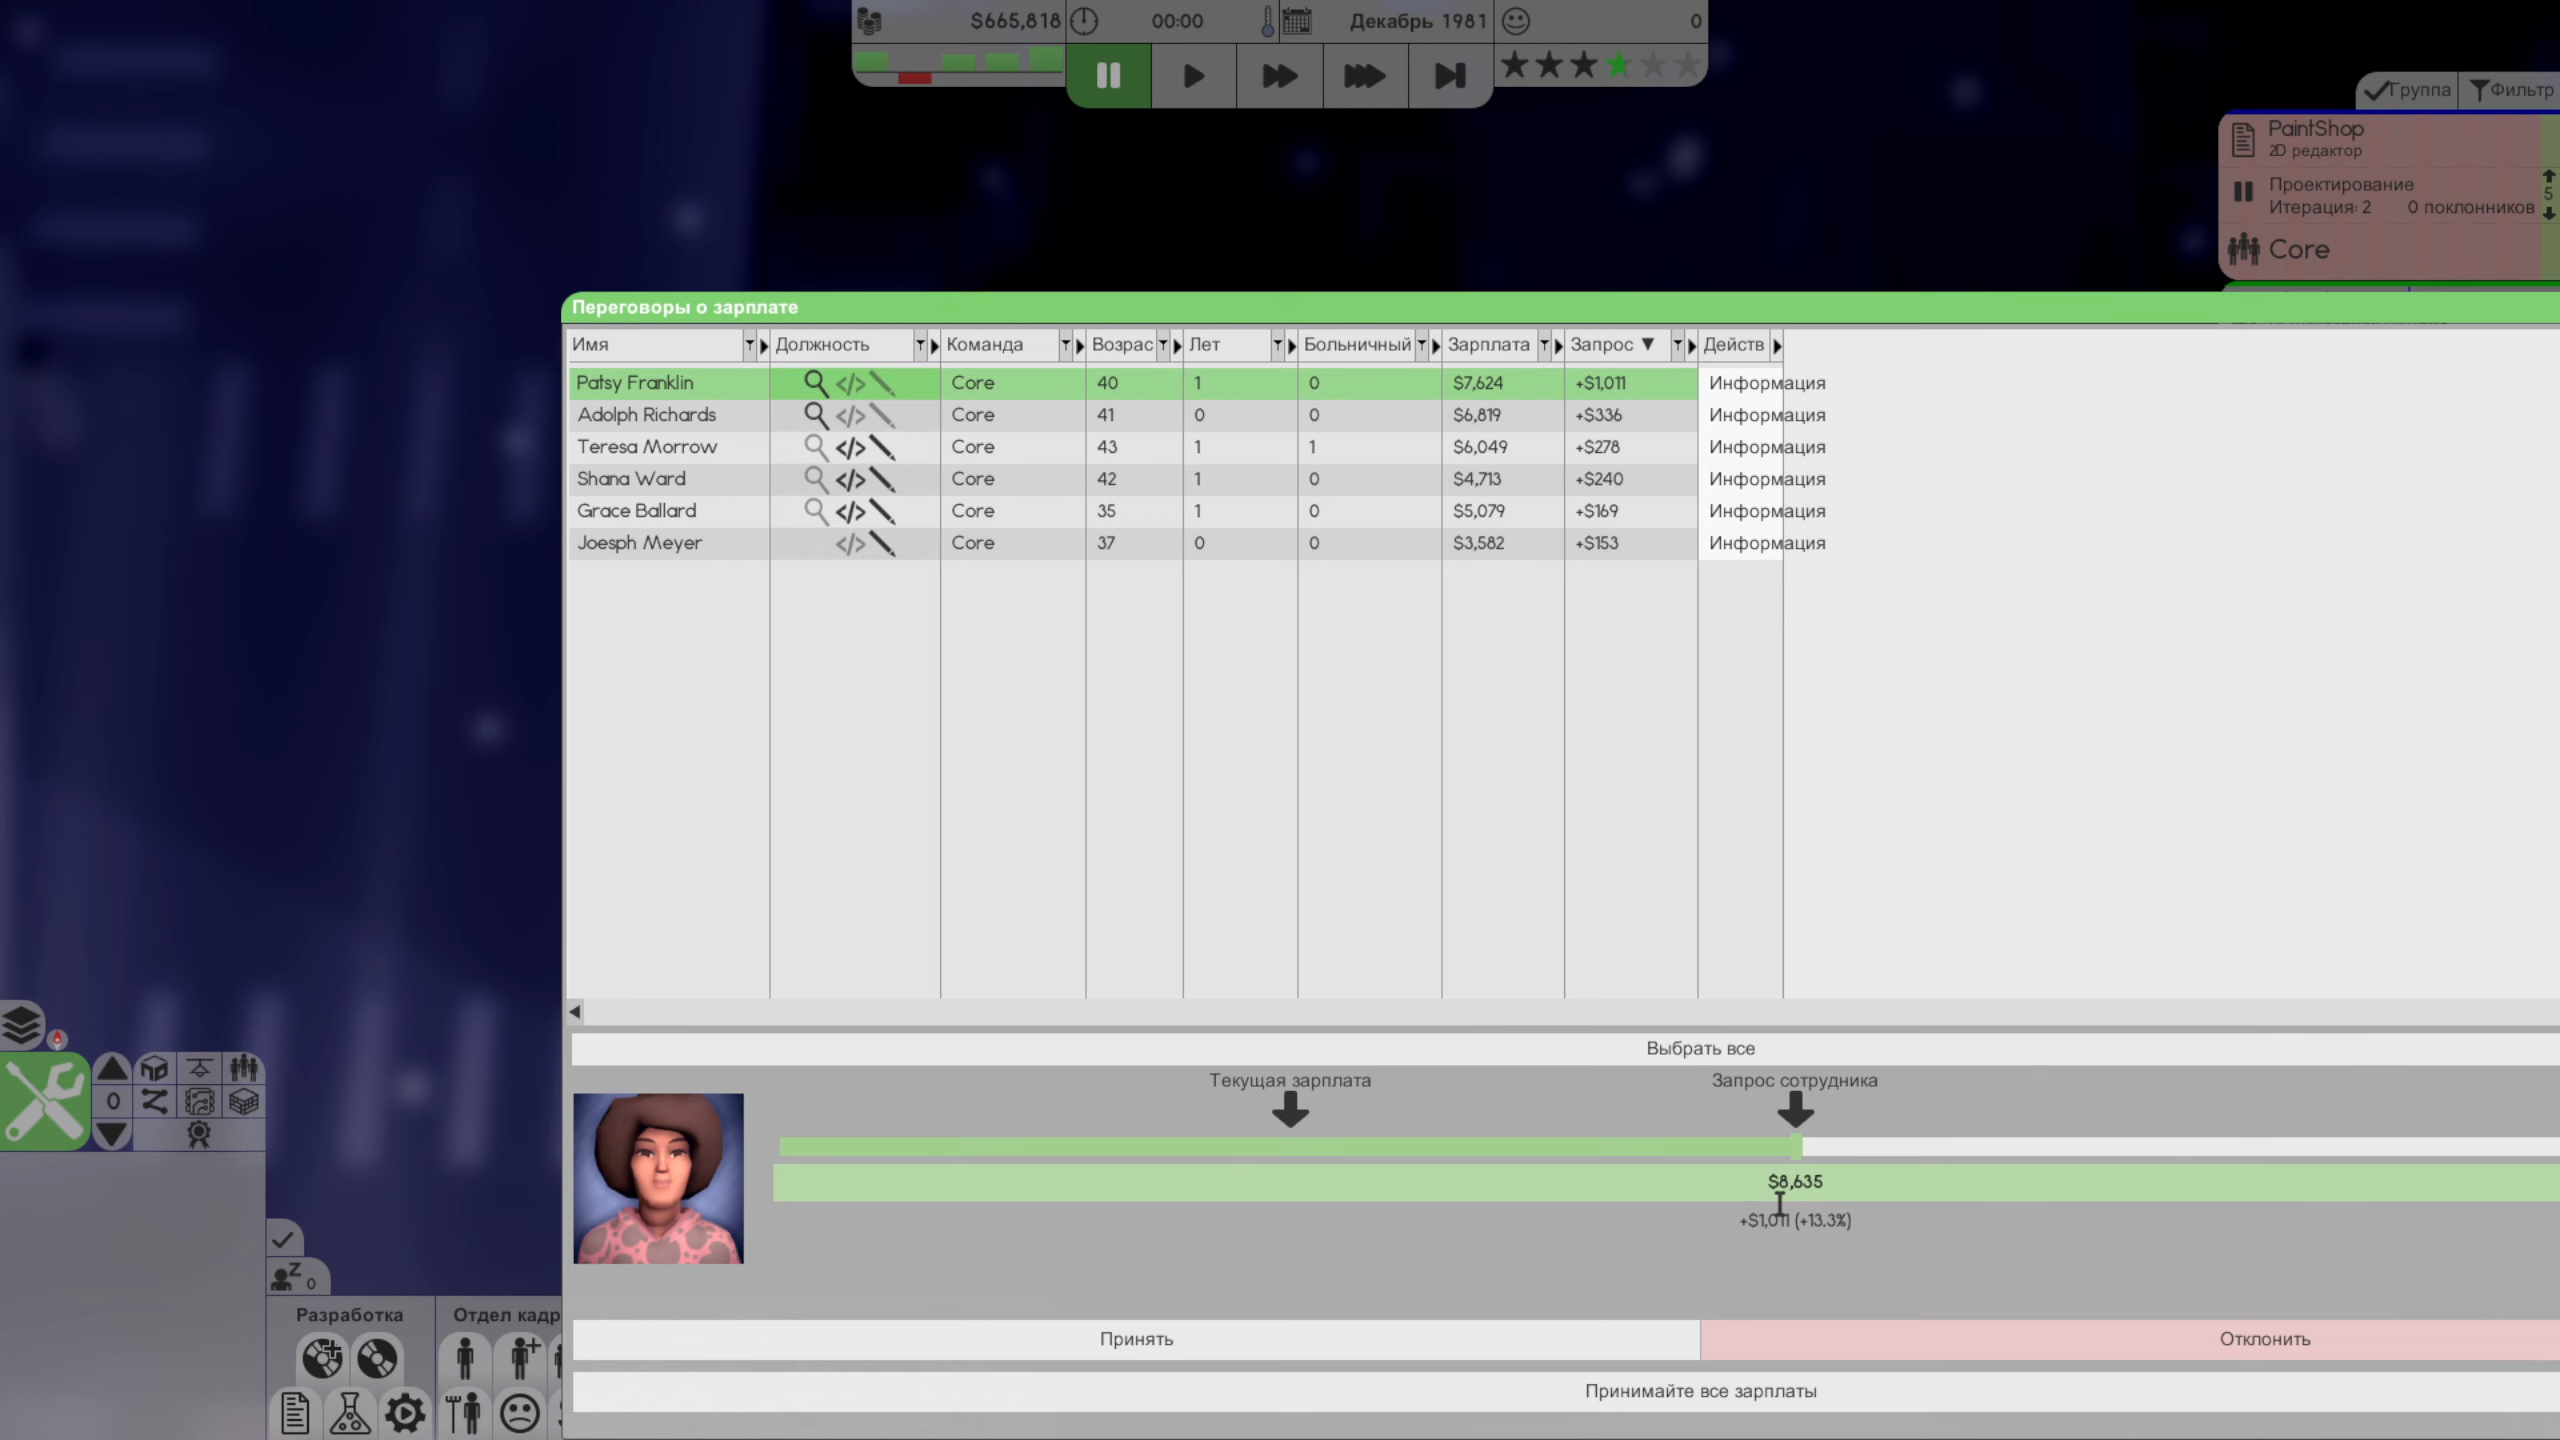 $665,818
00:00
Декабрь 1981
0
Группа
Фильтр
PaintShop
2D редактор
Проектирование
Итерация: 2
0 поклонников
5
Core
Переговоры о зарплате
Имя
Должность
Команда
Возрас
Лет
Больничный
Зарплата
Запрос ▼
Действ
Patsy Franklin Core 40 1 0 $7,624 +$1,011 Информация
Adolph Richards Core 41 0 0 $6,819 +$336 Информация
Teresa Morrow Core 43 1 1 $6,049 +$278 Информация
Shana Ward Core 42 1 0 $4,713 +$240 Информация
Grace Ballard Core 35 1 0 $5,079 +$169 Информация
Joesph Meyer Core 37 0 0 $3,582 +$153 Информация
Выбрать все
Текущая зарплата
Запрос сотрудника
$8,635
+$1,011 (+13.3%)
Принять
Отклонить
Принимайте все зарплаты
0
Z 0
Разработка
Отдел кадр